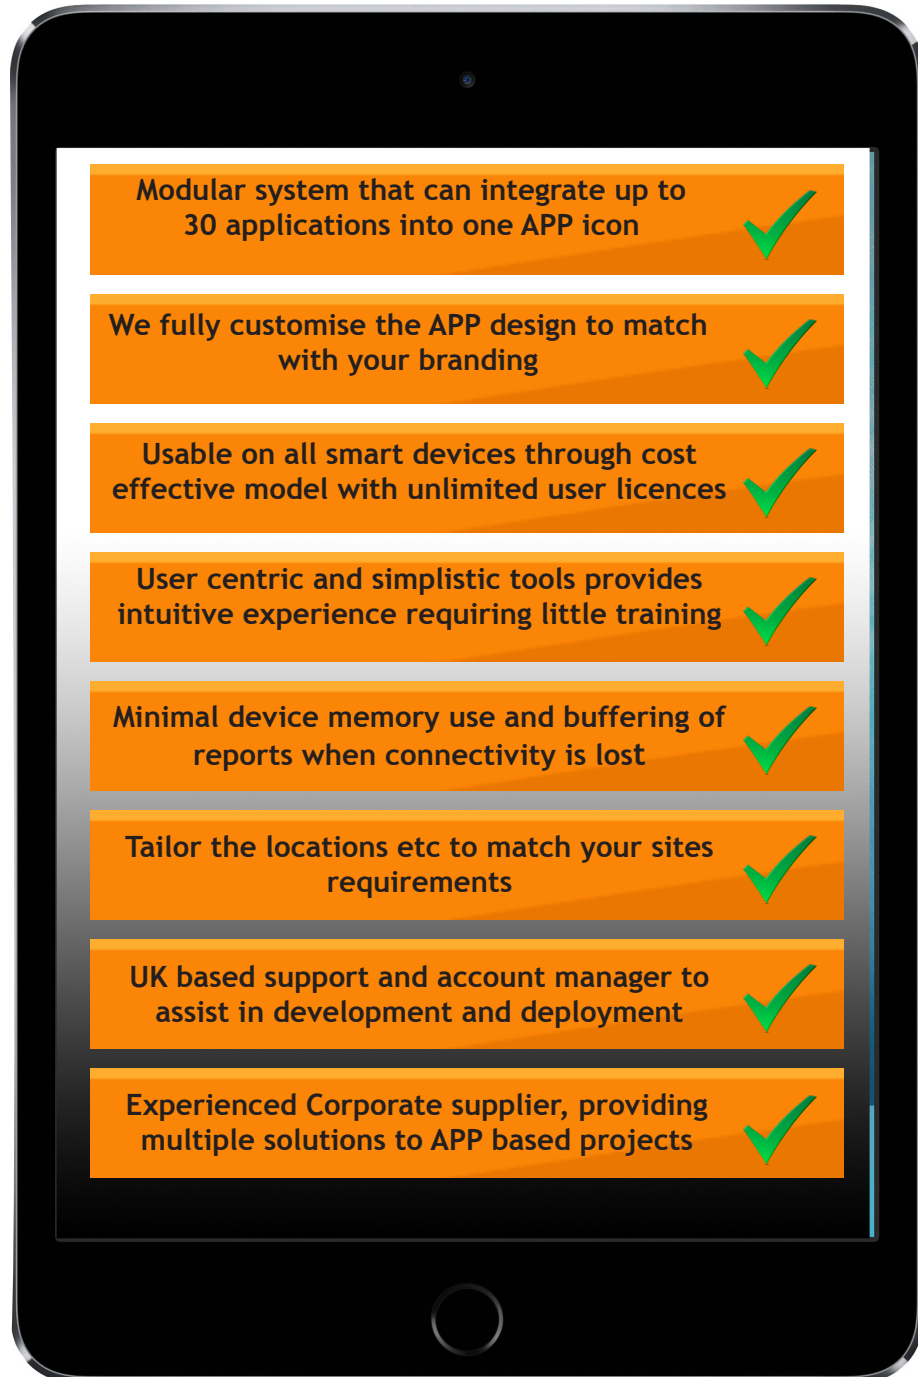 Modular system that can integrate up to
30 applications into one APP icon
We fully customise the APP design to match
with your branding
Usable on all smart devices through cost
effective model with unlimited user licences
User centric and simplistic tools provides
intuitive experience requiring little training
Minimal device memory use and buffering of
reports when connectivity is lost
Tailor the locations etc to match your sites
requirements
UK based support and account manager to
assist in development and deployment
Experienced Corporate supplier, providing
multiple solutions to APP based projects